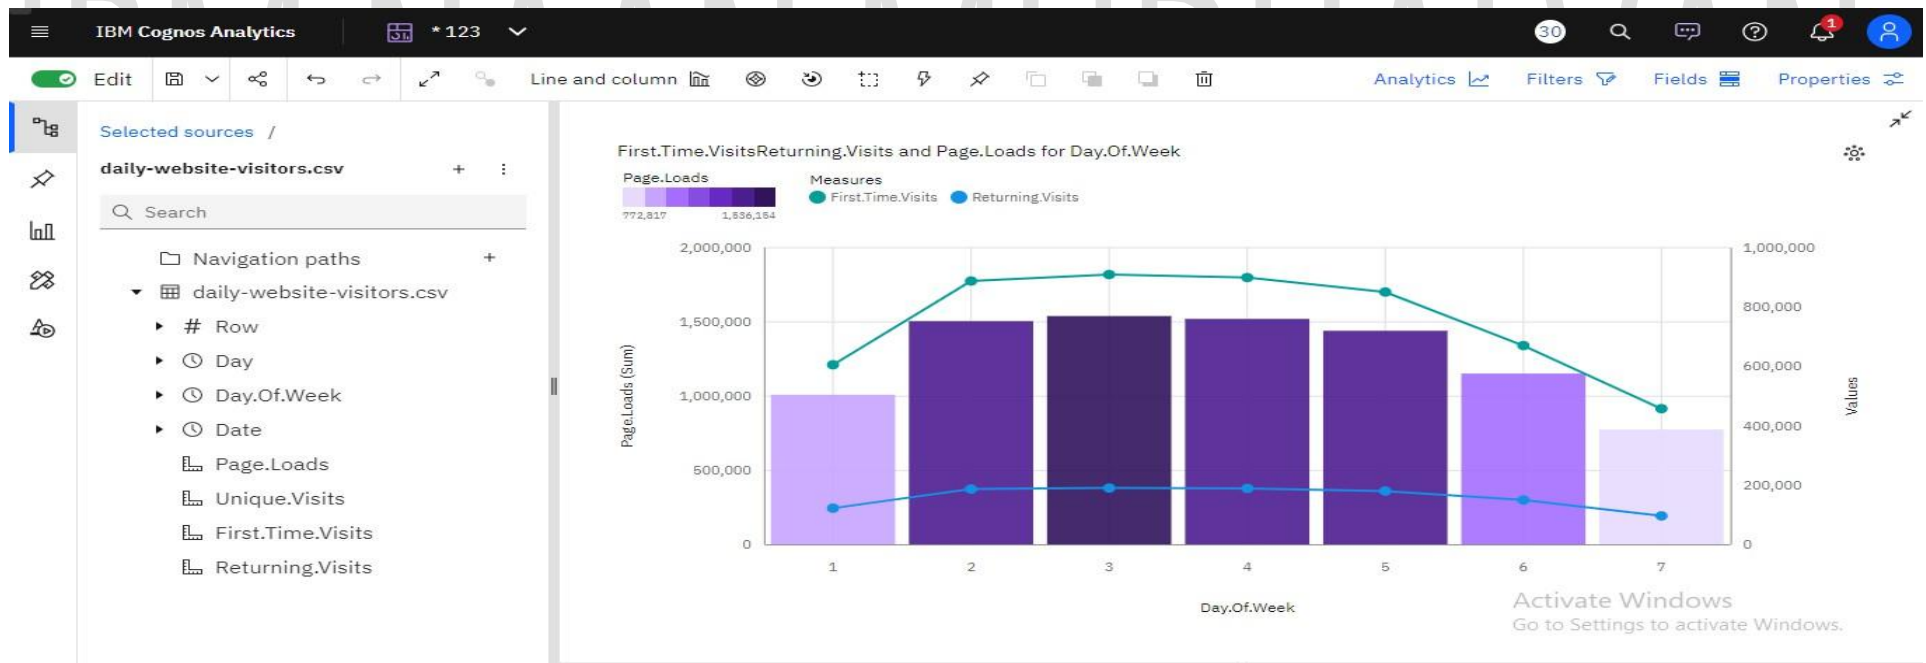 IBM Cognos Analytics
* 123
30
1
Edit
Line and column
Analytics
Filters
Fields
Properties
Selected sources /
daily-website-visitors.csv
Search
Navigation paths
daily-website-visitors.csv
# Row
Day
Day.Of.Week
Date
Page.Loads
Unique.Visits
First.Time.Visits
Returning.Visits
First.Time.VisitsReturning.Visits and Page.Loads for Day.Of.Week
Page.Loads
772,817 1,536,154
Measures
First.Time.Visits Returning.Visits
Page.Loads (Sum)
2,000,000
1,500,000
1,000,000
500,000
0
1,000,000
800,000
600,000
400,000
200,000
0
Values
1 2 3 4 5 6 7
Day.Of.Week
Activate Windows
Go to Settings to activate Windows.